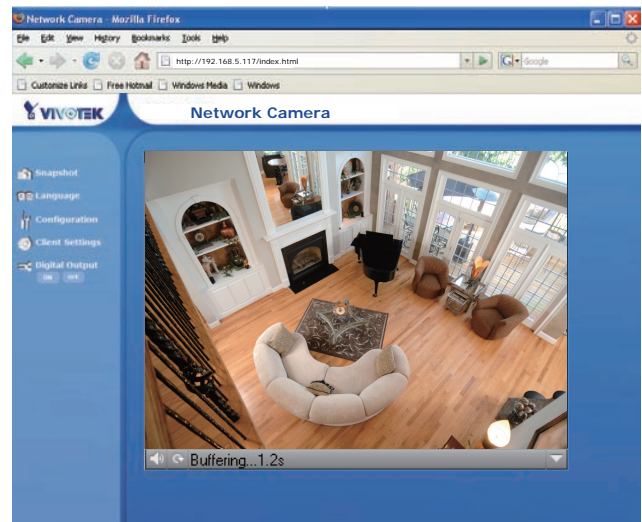 Network Camera - Mozilla Firefox
File Edit View History Bookmarks Tools Help
http://192.168.5.117/index.html
G Google
Customize Links Free Hotmail Windows Media Windows
VIVOTEK
Network Camera
Snapshot
Language
Configuration
Client Settings
Digital Output
ON OFF
Buffering...1.2s